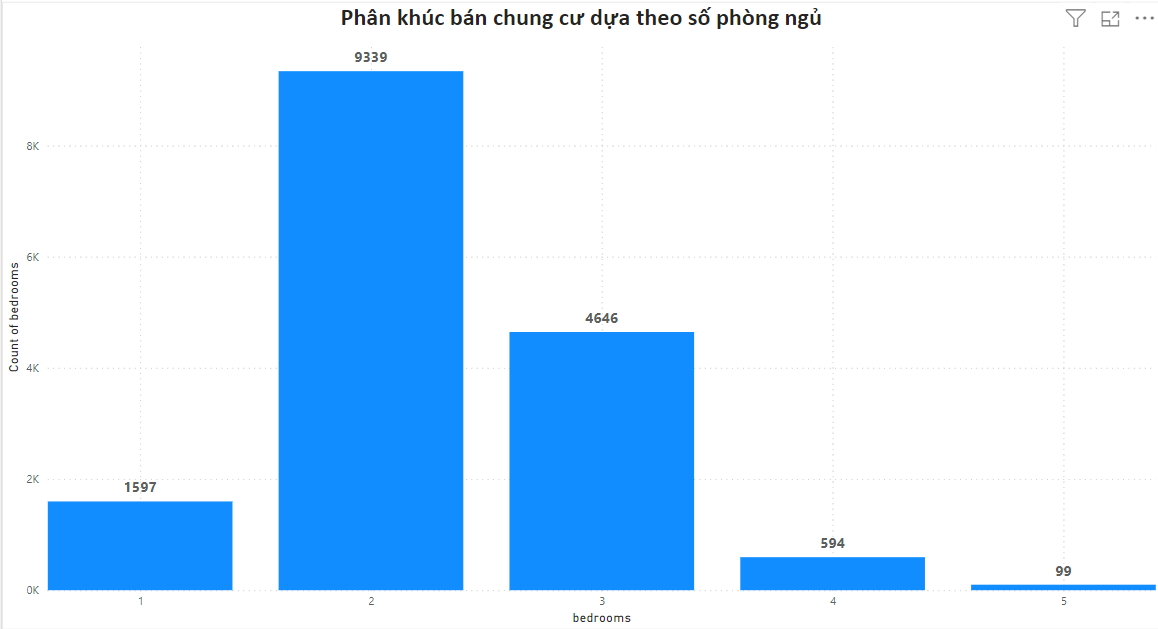 Phân khúc bán chung cư dựa theo số phòng ngủ
9339
8K
6K
4646
4K
2K
1597
594
99
0K
1 2 3 4 5
Count of bedrooms
bedrooms